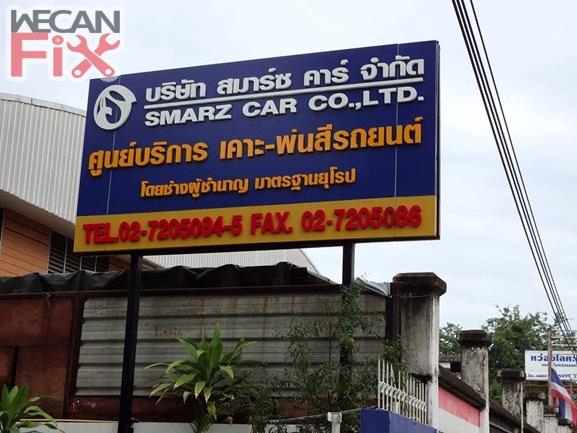 WECAN
FiX
บริษัท สมาร์ซ คาร์ จำกัด
SMARZ CAR CO.,LTD.
ศูนย์บริการ เคาะ-พ่นสีรถยนต์
โดยช่างผู้ชำนาญ มาตรฐานยุโรป
TEL.02-7205084-5 FAX. 02-7205086